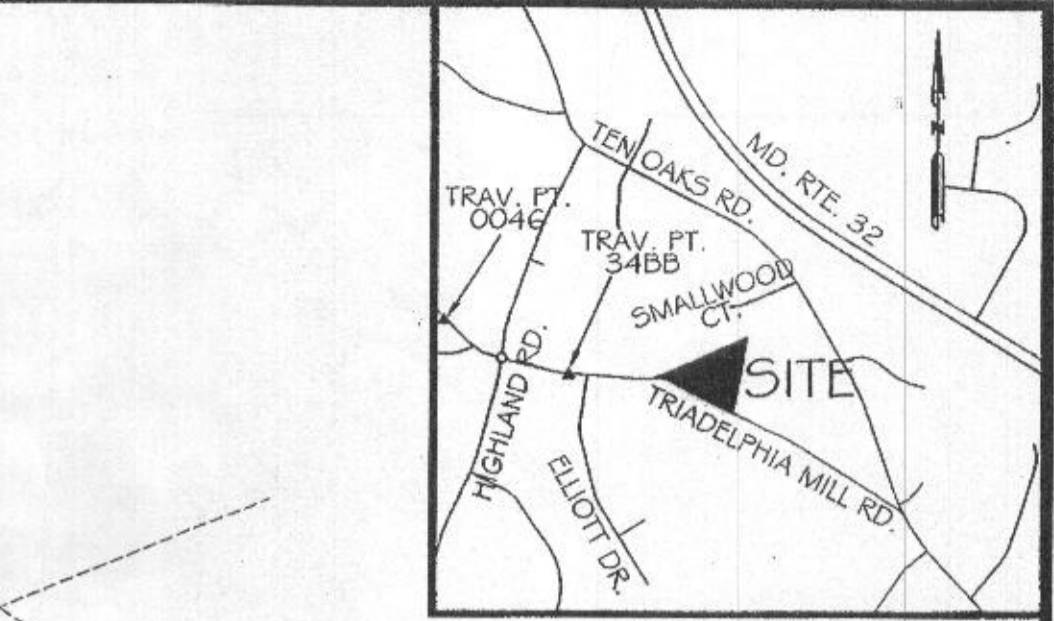 N
MD. RTE. 32
TEN OAKS RD.
TRAV. PT.
TRAV. PT.
34BB
SMALLWOOD
CT.
SITE
HIGHLAND RD.
TRIADELPHIA MILL RD.
ELLIOTT DR.